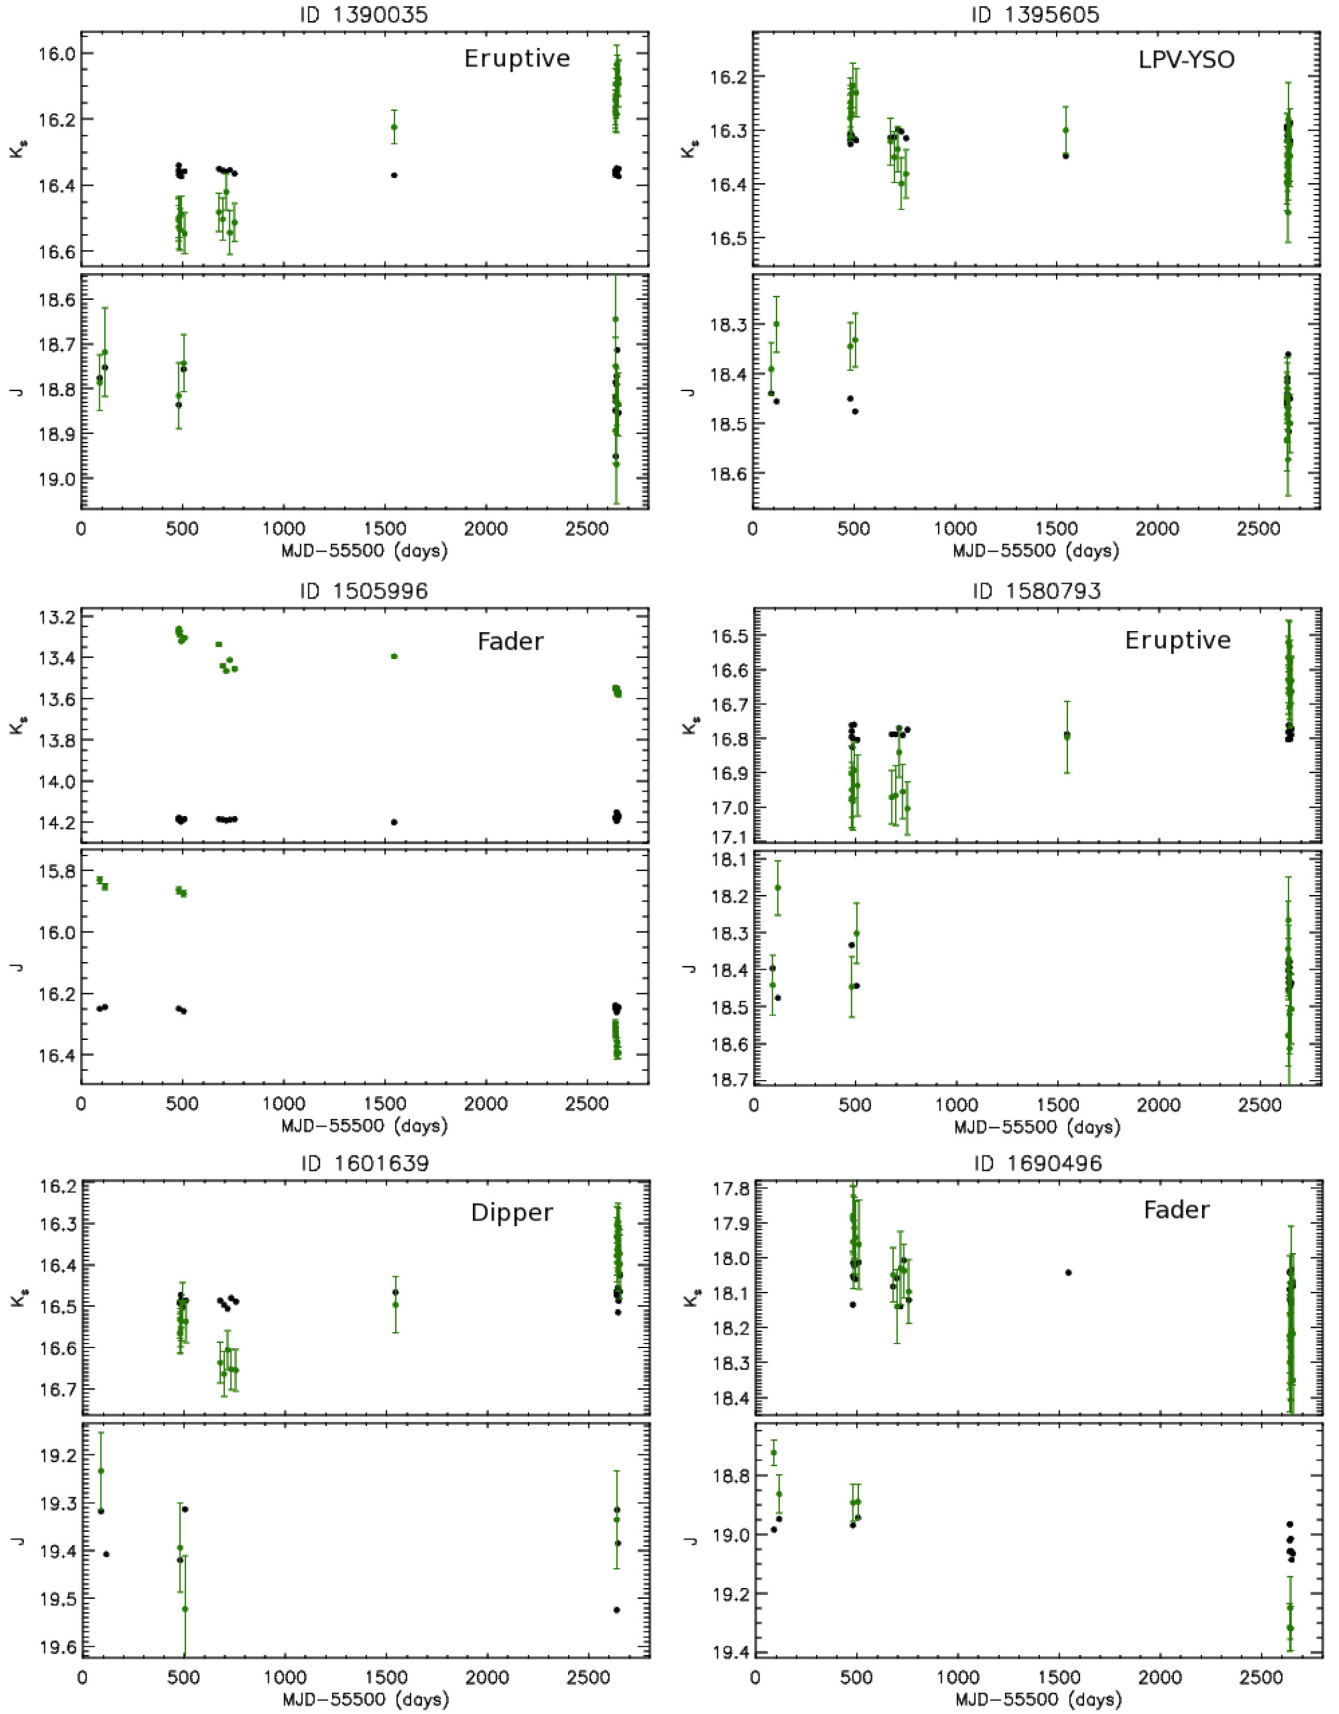 ID 1390035
Eruptive
16.0
16.2
16.4
16.6
Ks
18.6
18.7
18.8
18.9
19.0
J
0 500 1000 1500 2000 2500
MJD−55500 (days)
ID 1395605
LPV-YSO
16.2
16.3
16.4
16.5
Ks
18.3
18.4
18.5
18.6
J
0 500 1000 1500 2000 2500
MJD−55500 (days)
ID 1505996
Fader
13.2
13.4
13.6
13.8
14.0
14.2
Ks
15.8
16.0
16.2
16.4
J
0 500 1000 1500 2000 2500
MJD−55500 (days)
ID 1580793
Eruptive
16.5
16.6
16.7
16.8
16.9
17.0
17.1
Ks
18.1
18.2
18.3
18.4
18.5
18.6
18.7
J
0 500 1000 1500 2000 2500
MJD−55500 (days)
ID 1601639
Dipper
16.2
16.3
16.4
16.5
16.6
16.7
Ks
19.2
19.3
19.4
19.5
19.6
J
0 500 1000 1500 2000 2500
MJD−55500 (days)
ID 1690496
Fader
17.8
17.9
18.0
18.1
18.2
18.3
18.4
Ks
18.8
19.0
19.2
19.4
J
0 500 1000 1500 2000 2500
MJD−55500 (days)